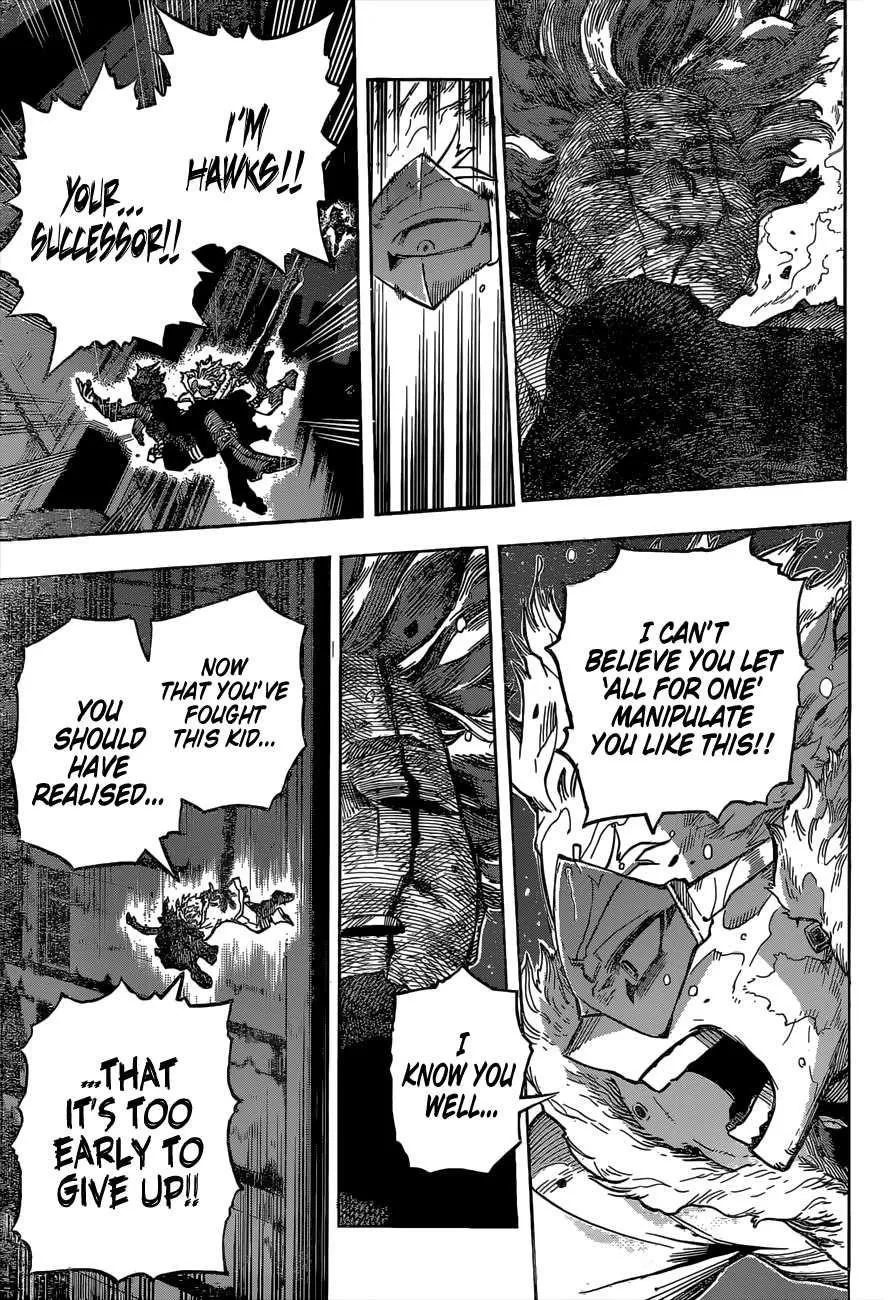 I'M
HAWKS!!
YOUR...
SUCCESSOR!!
I CAN'T
BELIEVE YOU LET
'ALL FOR ONE'
MANIPULATE
YOU LIKE THIS!!
I
KNOW YOU
WELL...
NOW
THAT YOU'VE
FOUGHT
THIS KID...
YOU
SHOULD
HAVE
REALISED...
...THAT
IT'S TOO
EARLY TO
GIVE UP!!